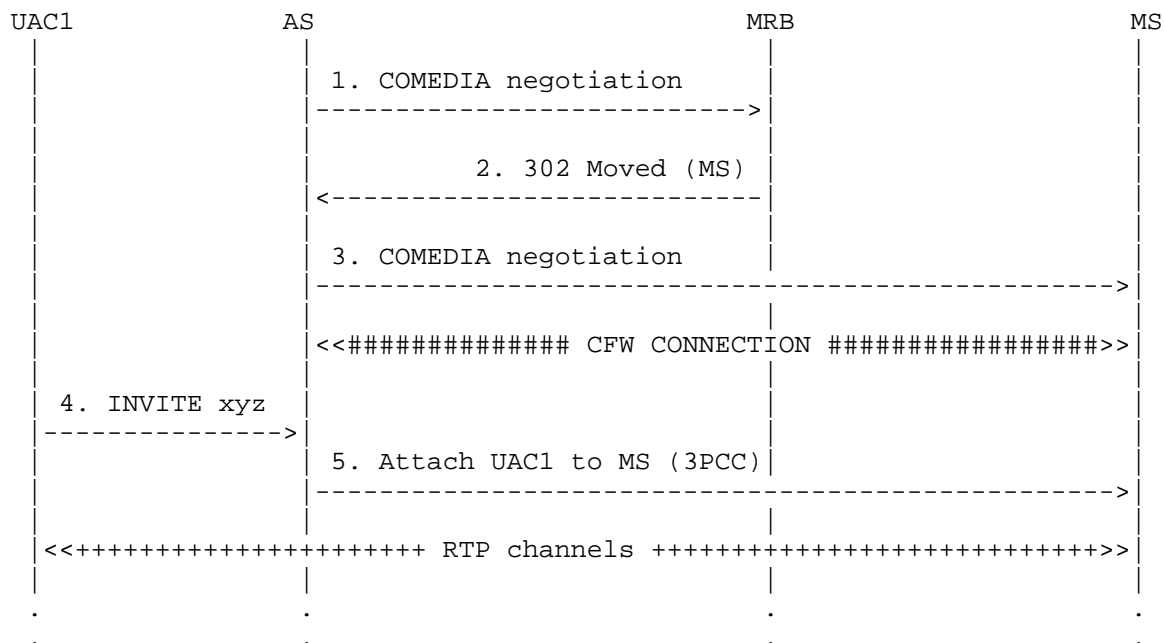 UAC1 AS MRB MS
1. COMEDIA negotiation
2. 302 Moved (MS)
3. COMEDIA negotiation
<<############## CFW CONNECTION #################>>
4. INVITE xyz
5. Attach UAC1 to MS (3PCC)
<<++++++++++++++++++++++ RTP channels ++++++++++++++++++++++++++++>>